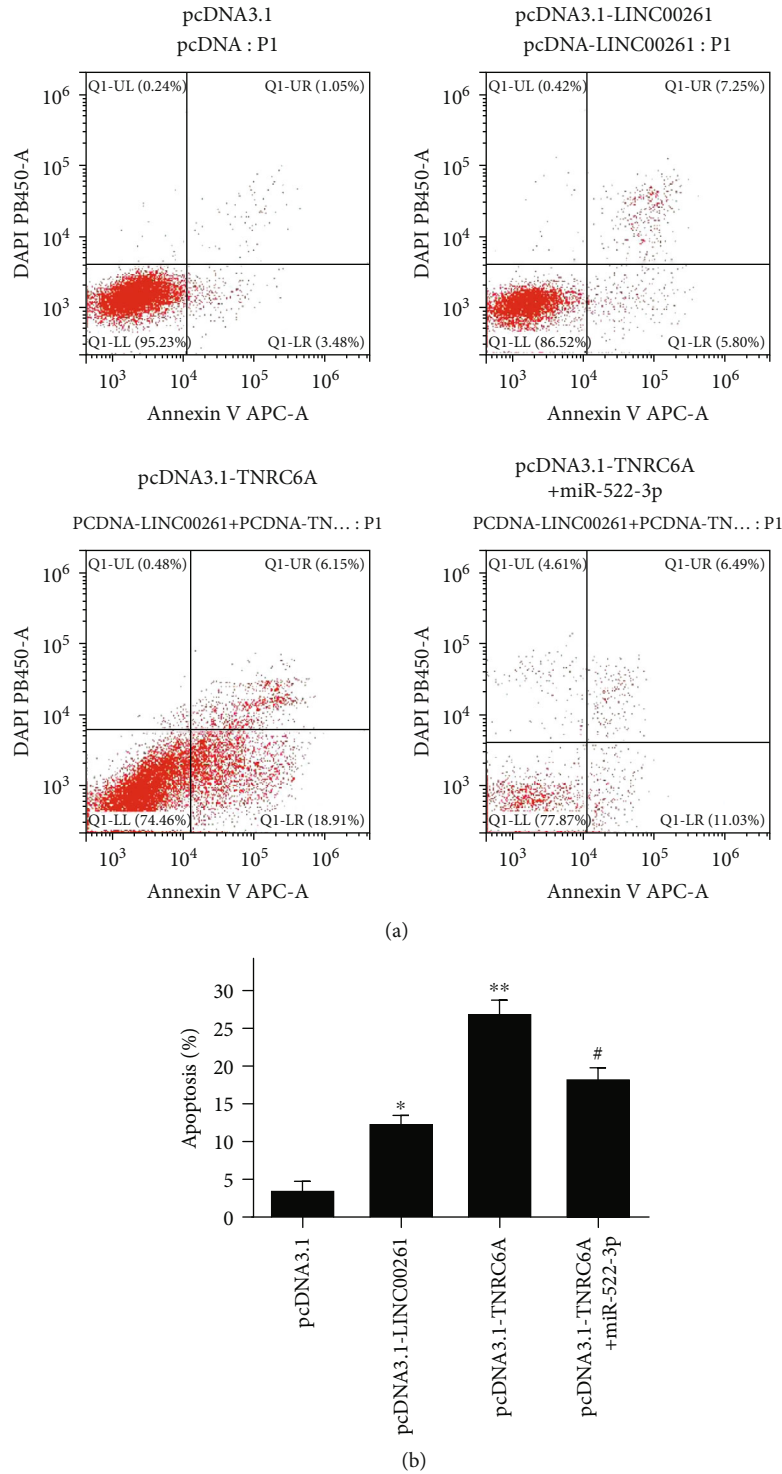 pcDNA3.1
pcDNA : P1
Q1-UL (0.24%)
Q1-UR (1.05%)
10⁶
10⁵
10⁴
10³
DAPI PB450-A
Q1-LL (95.23%)
Q1-LR (3.48%)
10³ 10⁴ 10⁵ 10⁶
Annexin V APC-A
pcDNA3.1-LINC00261
pcDNA-LINC00261 : P1
Q1-UL (0.42%)
Q1-UR (7.25%)
10⁶
10⁵
10⁴
10³
DAPI PB450-A
Q1-LL (86.52%)
Q1-LR (5.80%)
10³ 10⁴ 10⁵ 10⁶
Annexin V APC-A
pcDNA3.1-TNRC6A
PCDNA-LINC00261+PCDNA-TN... : P1
Q1-UL (0.48%)
Q1-UR (6.15%)
10⁶
10⁵
10⁴
10³
DAPI PB450-A
Q1-LL (74.46%)
Q1-LR (18.91%)
10³ 10⁴ 10⁵ 10⁶
Annexin V APC-A
pcDNA3.1-TNRC6A
+miR-522-3p
PCDNA-LINC00261+PCDNA-TN... : P1
Q1-UL (4.61%)
Q1-UR (6.49%)
10⁶
10⁵
10⁴
10³
DAPI PB450-A
Q1-LL (77.87%)
Q1-LR (11.03%)
10³ 10⁴ 10⁵ 10⁶
Annexin V APC-A
(a)
30
25
20
15
10
5
0
Apoptosis (%)
*
**
#
pcDNA3.1
pcDNA3.1-LINC00261
pcDNA3.1-TNRC6A
pcDNA3.1-TNRC6A
+miR-522-3p
(b)